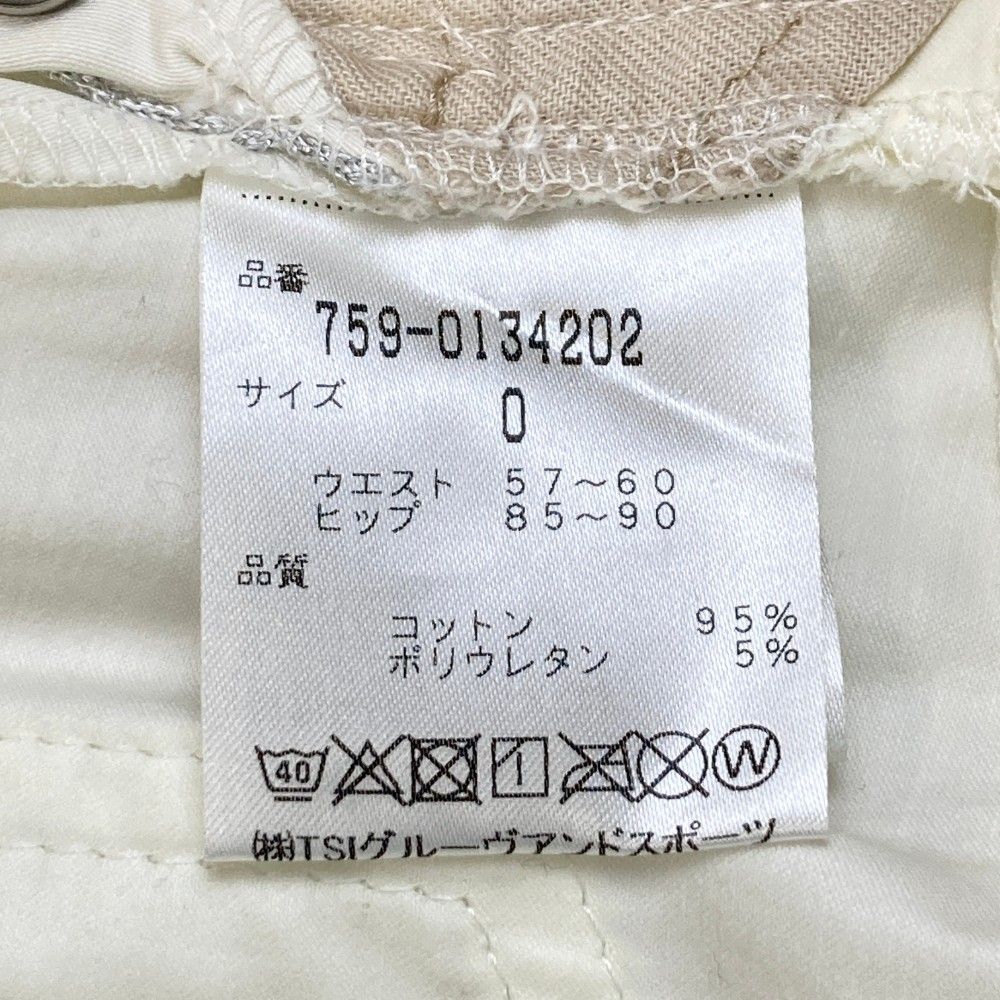 品番
759-0134202
サイズ 0
ウエスト 57～60
ヒップ 85～90
品質
コットン 95%
ポリウレタン 5%
40 W
㈱TSIグルーヴアンドスポーツ